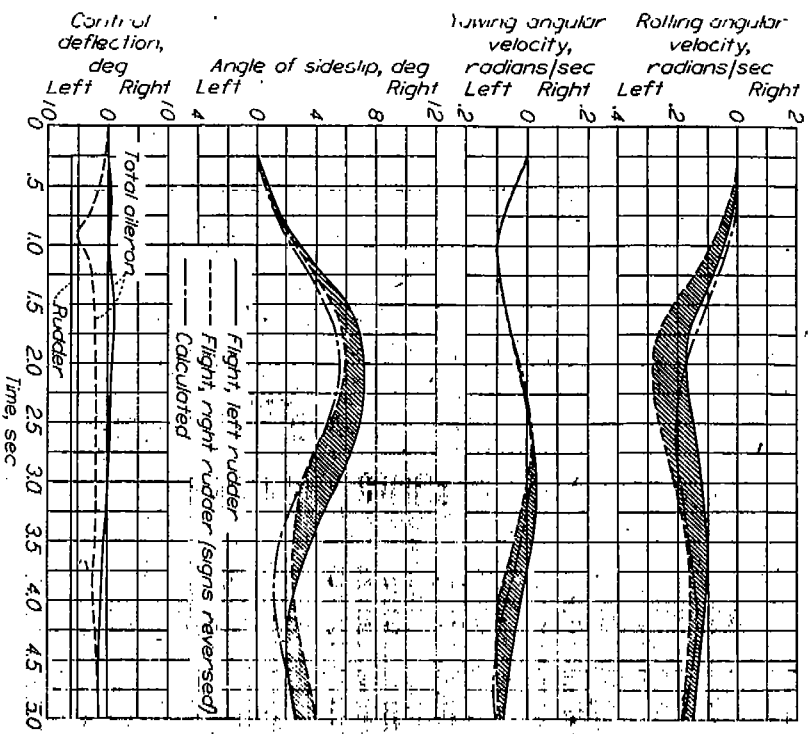 Control
deflection,
deg
Left Right
Angle of sideslip, deg
Left Right
Yawing angular
velocity,
radians/sec
Left Right
Rolling angular
velocity,
radians/sec
Left Right
10 0 10
4 0 4 8 12
.2 0 .2
.4 .2 0 .2
0
.5
1.0
1.5
2.0
2.5
3.0
3.5
4.0
4.5
5.0
Time, sec
Total aileron
Rudder
Flight, left rudder
Flight, right rudder (signs reversed)
Calculated